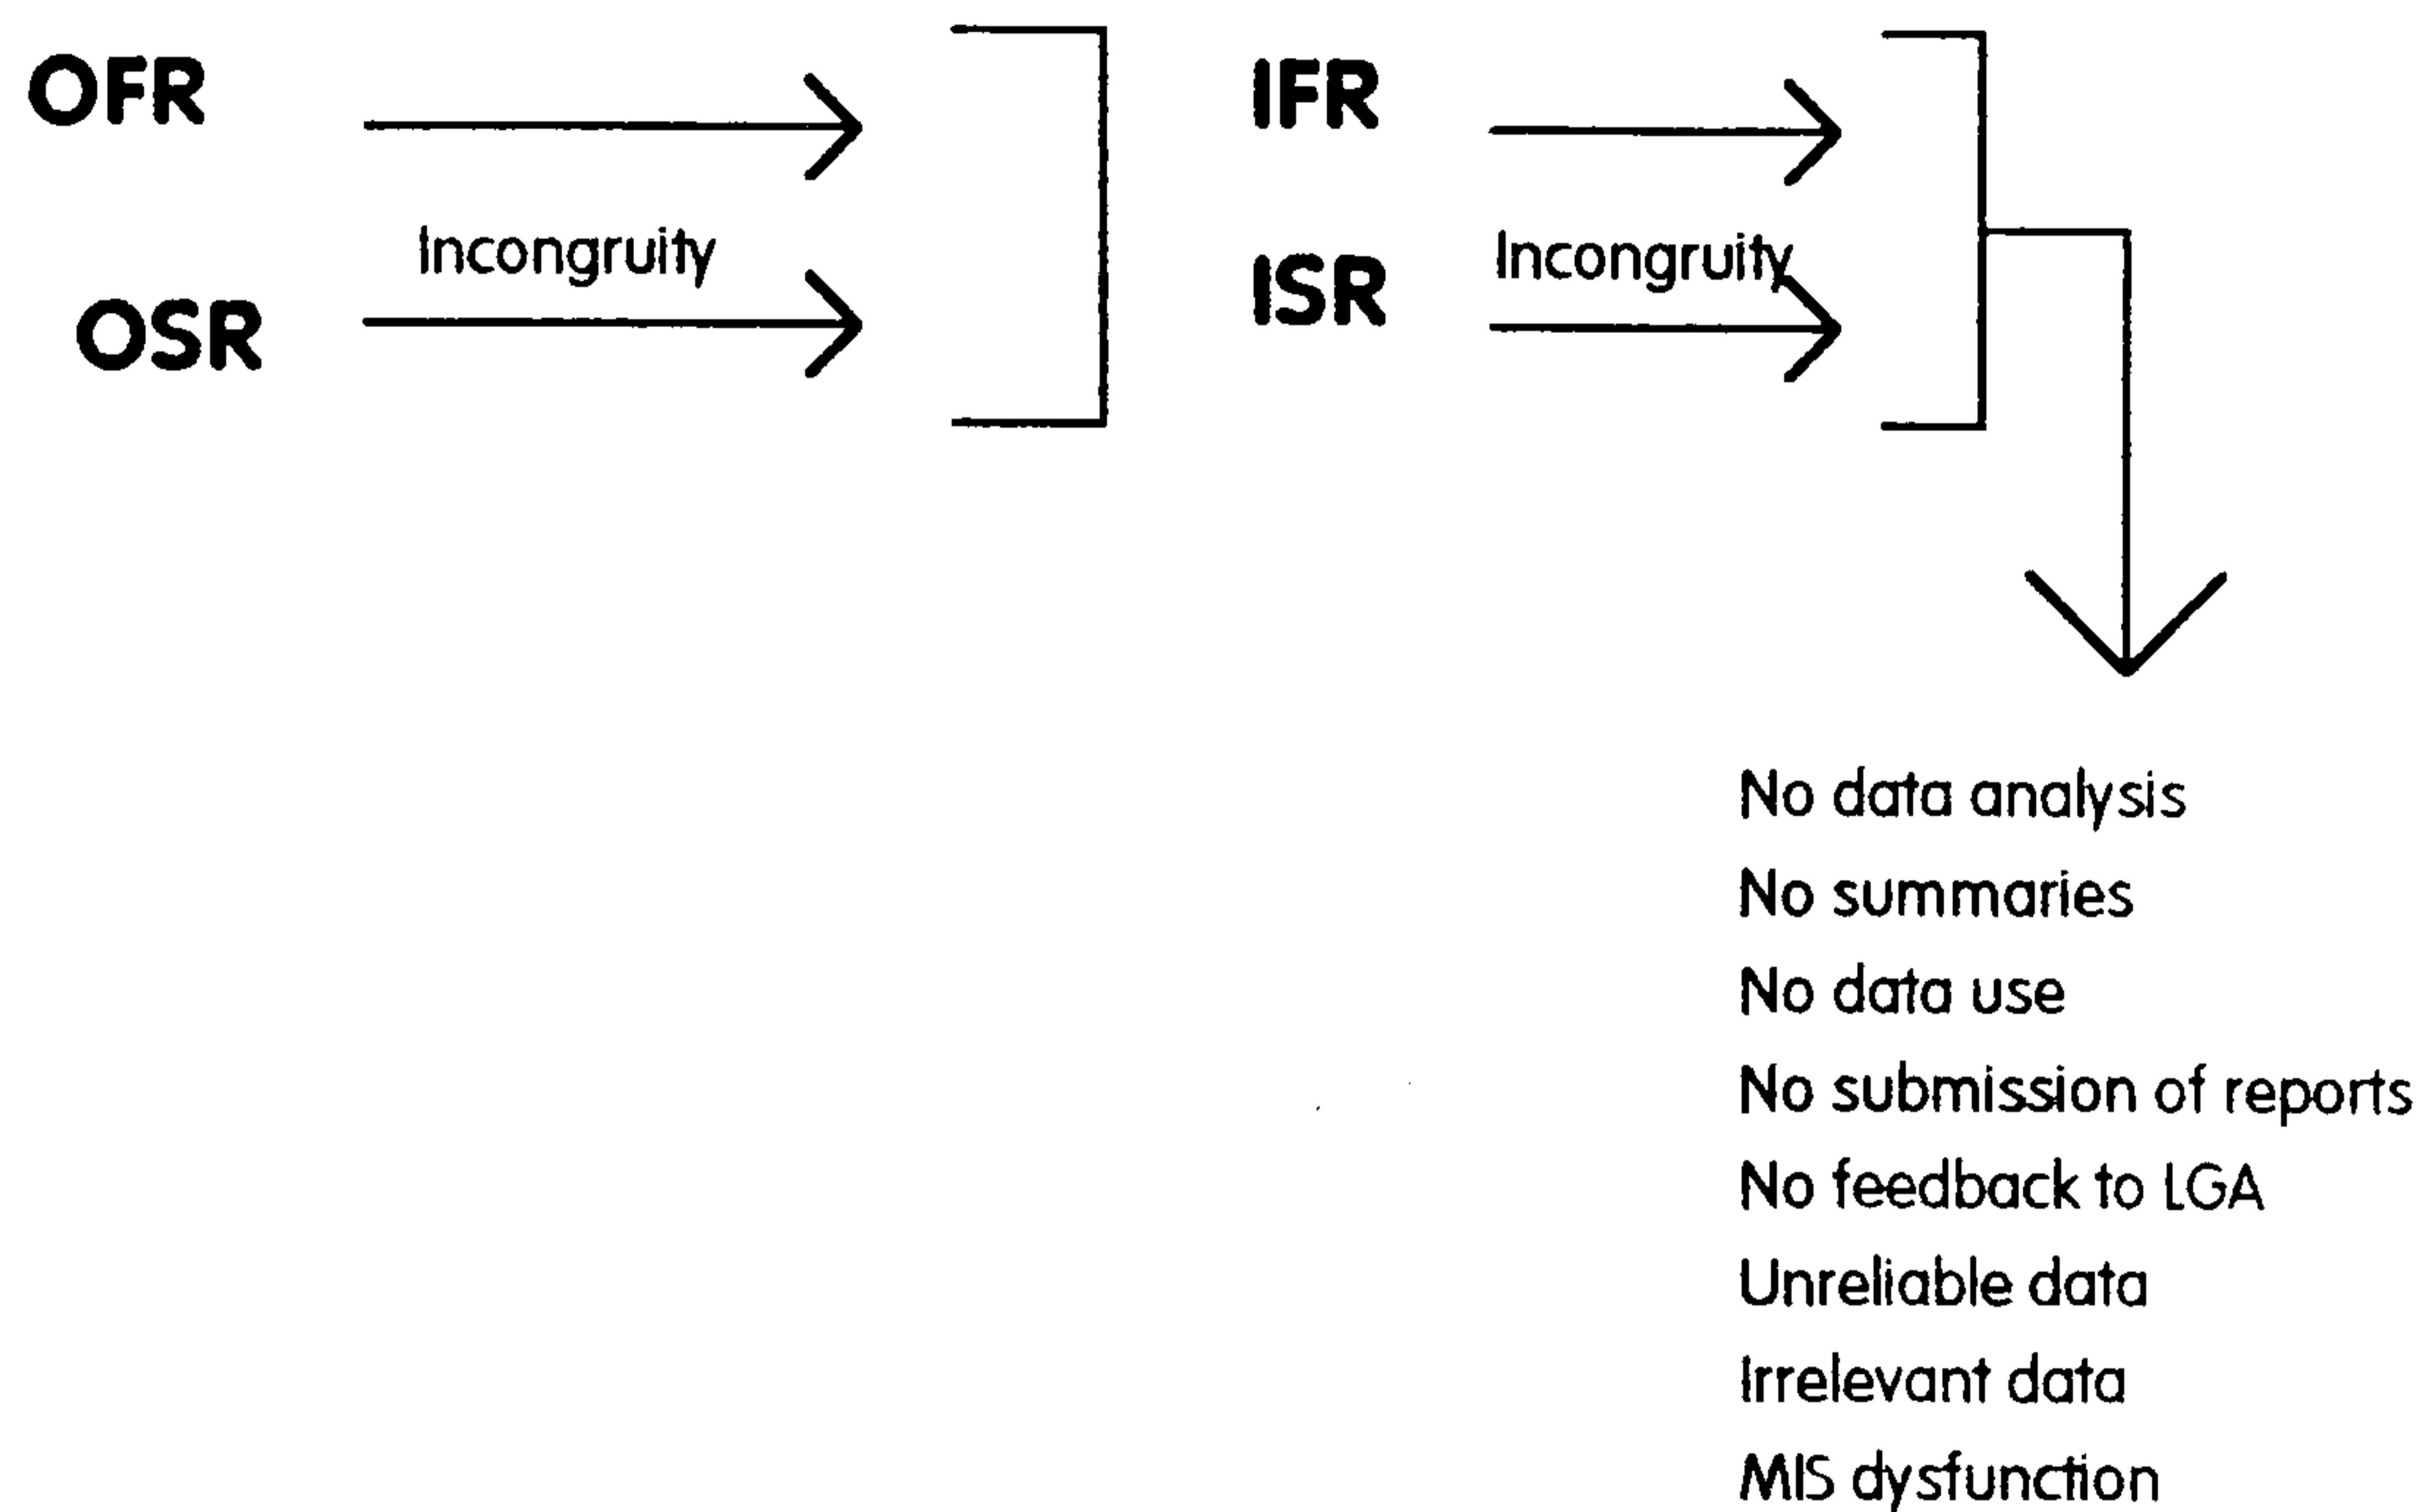 OFR
IFR
Incongruity
Incongruity
ISR
OSR
No data analysis
No summaries
No data use
No submission of reports
No feedback to LGA
Unreliable data
Irrelevant data
MIS dysfunction